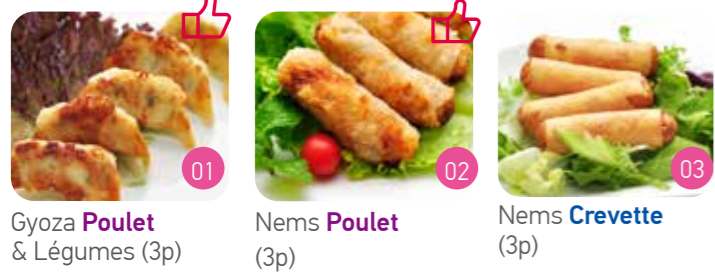 01
02
03
Gyoza Poulet
& Légumes (3p)
Nems Poulet
(3p)
Nems Crevette
(3p)